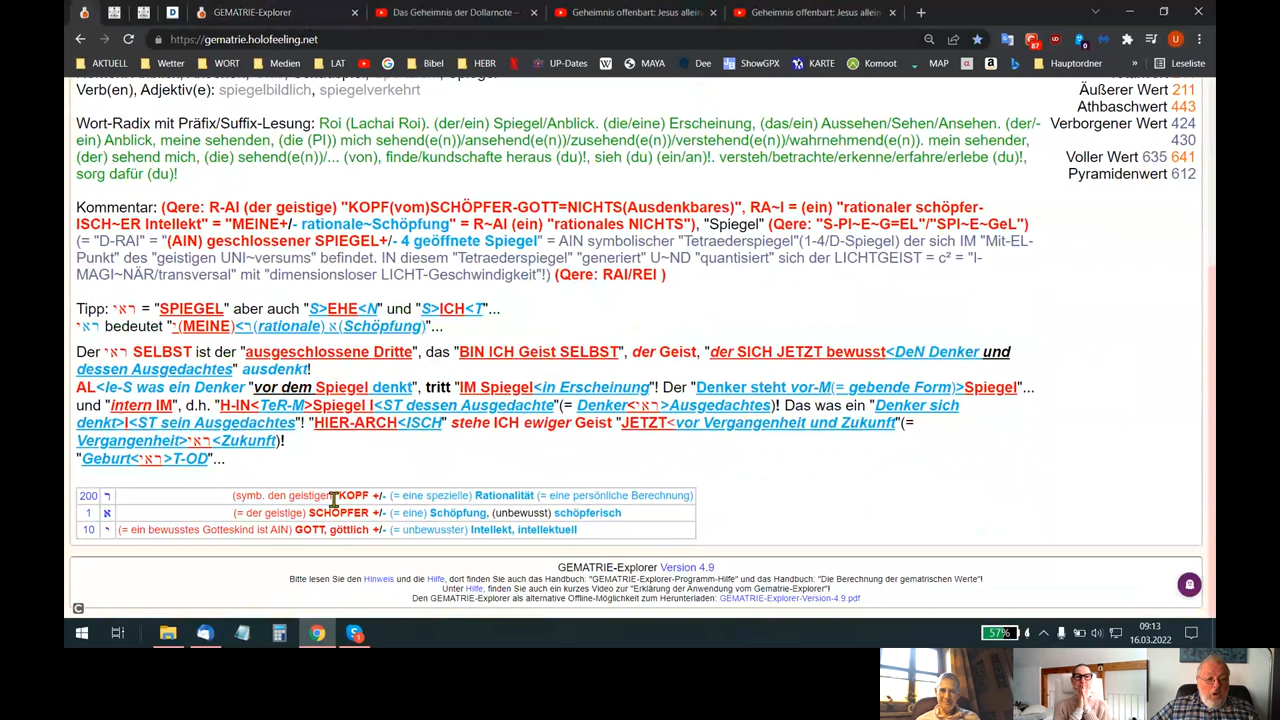 GEMATRIE-Explorer
Das Geheimnis der Dollarnote –
Geheimnis offenbart: Jesus allein
Geheimnis offenbart: Jesus allein
https://gematrie.holofeeling.net
AKTUELL Wetter WORT Medien LAT UP-Dates MAYA Dee ShowGPX KARTE Komoot MAP Hauptordner Leseliste
Bibel HEBR
Verb(en), Adjektiv(e): spiegelbildlich, spiegelverkehrt
Äußerer Wert 211
Athbaschwert 443
Verborgener Wert 424
430
Voller Wert 635 641
Pyramidenwert 612
Wort-Radix mit Präfix/Suffix-Lesung: Roi (Lachai Roi). (der/ein) Spiegel/Anblick. (die/eine) Erscheinung, (das/ein) Aussehen/Sehen/Ansehen. (der/-
ein) Anblick, meine sehenden, (die (PI)) mich sehend(e(n))/ansehend(e(n))/zusehend(e(n))/verstehend(e(n))/wahrnehmend(e(n)). mein sehender,
(der) sehend mich, (die) sehend(e(n))/... (von), finde/kundschafte heraus (du)!, sieh (du) (ein/an)!. versteh/betrachte/erkenne/erfahre/erlebe (du)!,
sorg dafür (du)!
Kommentar: (Qere: R-AI (der geistige) "KOPF(vom)SCHÖPFER-GOTT=NICHTS(Ausdenkbares)", RA~I = (ein) "rationaler schöpfer-
ISCH~ER Intellekt" = "MEINE+/- rationale~Schöpfung" = R~AI (ein) "rationales NICHTS"), "Spiegel" (Qere: "S-PI~E~G=EL"/"SPI~E~GeL")
(= "D-RAI" = "(AIN) geschlossener SPIEGEL+/- 4 geöffnete Spiegel" = AIN symbolischer "Tetraederspiegel"(1-4/D-Spiegel) der sich IM "Mit-EL-
Punkt" des "geistigen UNI~versums" befindet. IN diesem "Tetraederspiegel" "generiert" U~ND "quantisiert" sich der LICHTGEIST = c² = "I-
MAGI~NÄR/transversal" mit "dimensionsloser LICHT-Geschwindigkeit"!) (Qere: RAI/REI )
Tipp: ראי = "SPIEGEL" aber auch "S>EHE<N" und "S>ICH<T"...
ראי bedeutet "י(MEINE)<ר(rationale) א(Schöpfung)"...
Der ראי SELBST ist der "ausgeschlossene Dritte", das "BIN ICH Geist SELBST", der Geist, "der SICH JETZT bewusst<DeN Denker und
dessen Ausgedachtes" ausdenkt!
AL<le-S was ein Denker "vor dem Spiegel denkt, tritt "IM Spiegel<in Erscheinung"! Der "Denker steht vor-M(= gebende Form)>Spiegel"...
und "intern IM", d.h. "H-IN<TeR-M>Spiegel I<ST dessen Ausgedachte"(= Denker<ראי>Ausgedachtes)! Das was ein "Denker sich
denkt>I<ST sein Ausgedachtes"! "HIER-ARCH<ISCH" stehe ICH ewiger Geist "JETZT<vor Vergangenheit und Zukunft"(=
Vergangenheit>ראי<Zukunft)!
"Geburt<ראי>T-OD"...
200 ר (symb. den geistigen KOPF +/- (= eine spezielle) Rationalität (= eine persönliche Berechnung)
1 א (= der geistige) SCHÖPFER +/- (= eine) Schöpfung, (unbewusst) schöpferisch
10 י (= ein bewusstes Gotteskind ist AIN) GOTT, göttlich +/- (= unbewusster) Intellekt, intellektuell
GEMATRIE-Explorer Version 4.9
Bitte lesen Sie den Hinweis und die Hilfe, dort finden Sie auch das Handbuch: "GEMATRIE-Explorer-Programm-Hilfe" und das Handbuch: "Die Berechnung der gematrischen Werte"!
Unter Hilfe, finden Sie auch ein kurzes Video zur "Erklärung der Anwendung vom Gematrie-Explorer"!
Den GEMATRIE-Explorer als alternative Offline-Möglichkeit zum Herunterladen: GEMATRIE-Explorer-Version-4.9.pdf
57%
09:13
16.03.2022